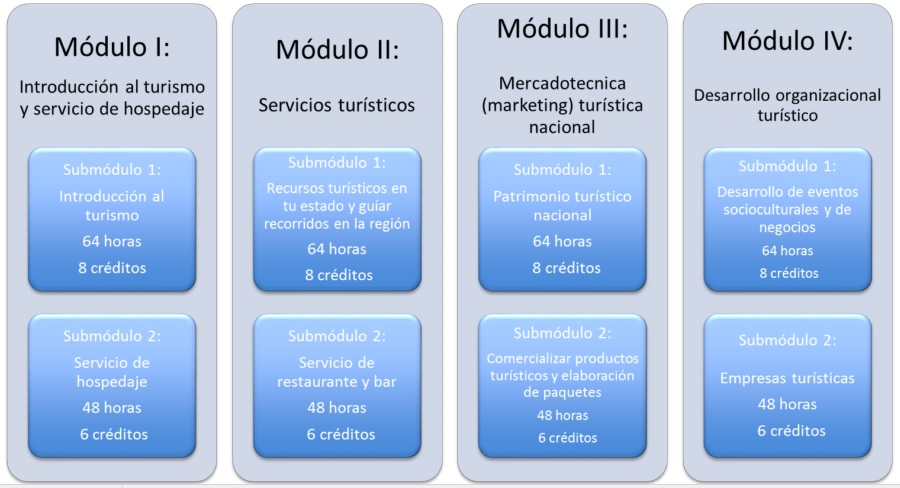 Módulo I:
Introducción al turismo
y servicio de hospedaje
Submódulo 1:
Introducción al
turismo
64 horas
8 créditos
Submódulo 2:
Servicio de
hospedaje
48 horas
6 créditos
Módulo II:
Servicios turísticos
Submódulo 1:
Recursos turísticos en
tu estado y guíar
recorridos en la región
64 horas
8 créditos
Submódulo 2:
Servicio de
restaurante y bar
48 horas
6 créditos
Módulo III:
Mercadotecnica
(marketing) turística
nacional
Submódulo 1:
Patrimonio turístico
nacional
64 horas
8 créditos
Submódulo 2:
Comercializar productos
turísticos y elaboración
de paquetes
48 horas
6 créditos
Módulo IV:
Desarrollo organizacional
turístico
Submódulo 1:
Desarrollo de eventos
socioculturales y de
negocios
64 horas
8 créditos
Submódulo 2:
Empresas turísticas
48 horas
6 créditos